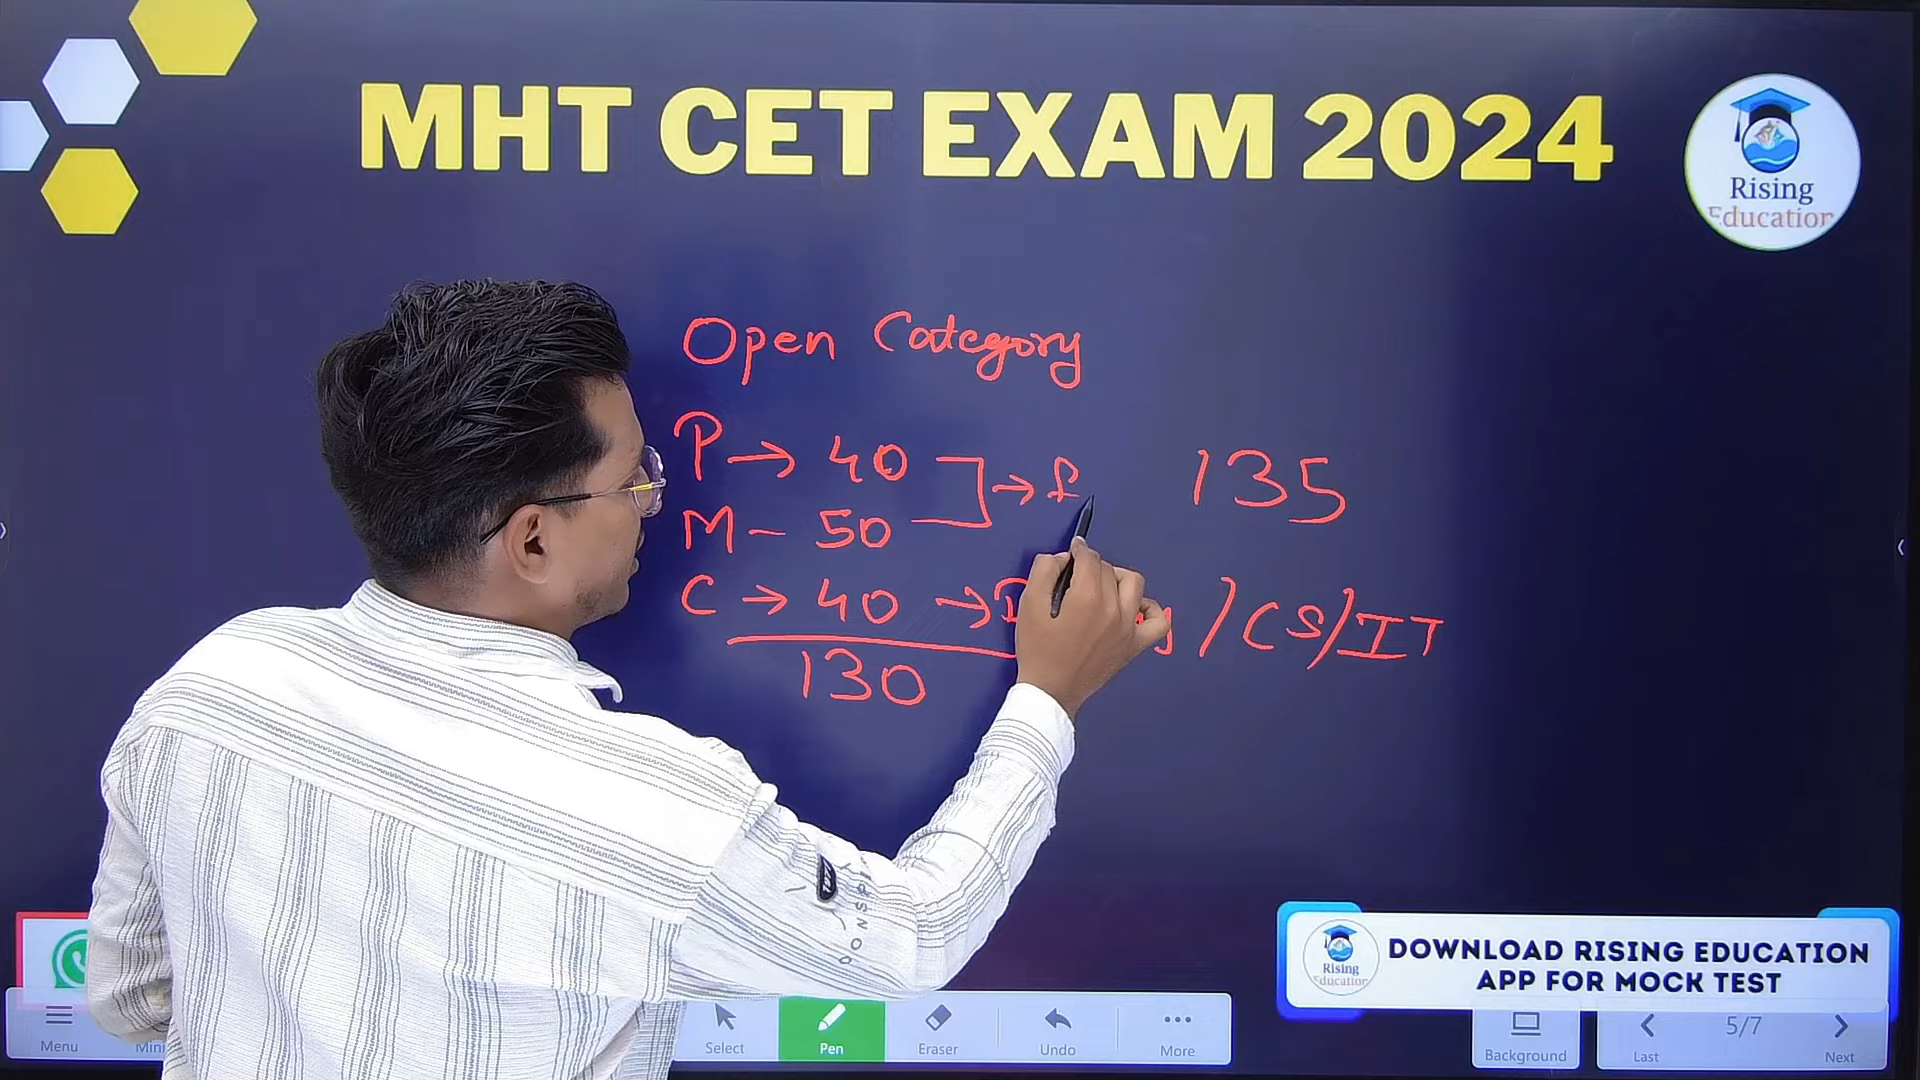 MHT CET EXAM 2024
Rising
Education
Open Category
P → 40 → 135
M - 50
C → 40 → / CS/IT
130
DOWNLOAD RISING EDUCATION
APP FOR MOCK TEST
Rising
Education
Menu
Select
Pen
Eraser
Undo
More
Background
Last
5/7
Next